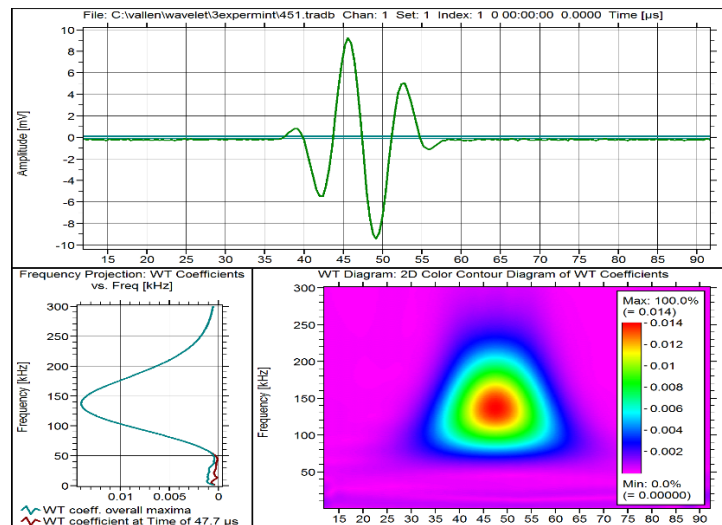 File: C:\vallen\wavelet\3expermint\451.tradb Chan: 1 Set: 1 Index: 1 0 00:00:00 0.0000 Time [µs]
Amplitude [mV]
10
8
6
4
2
0
-2
-4
-6
-8
-10
15 20 25 30 35 40 45 50 55 60 65 70 75 80 85 90
Frequency Projection: WT Coefficients
vs. Freq [kHz]
Frequency [kHz]
300
250
200
150
100
50
0.01 0.005 0
WT coeff. overall maxima
WT coefficient at Time of 47.7 µs
WT Diagram: 2D Color Contour Diagram of WT Coefficients
Frequency [kHz]
300
250
200
150
100
50
15 20 25 30 35 40 45 50 55 60 65 70 75 80 85 90
Max: 100.0%
(= 0.014)
0.014
0.012
0.010
0.008
0.006
0.004
0.002
Min: 0.0%
(= 0.00000)